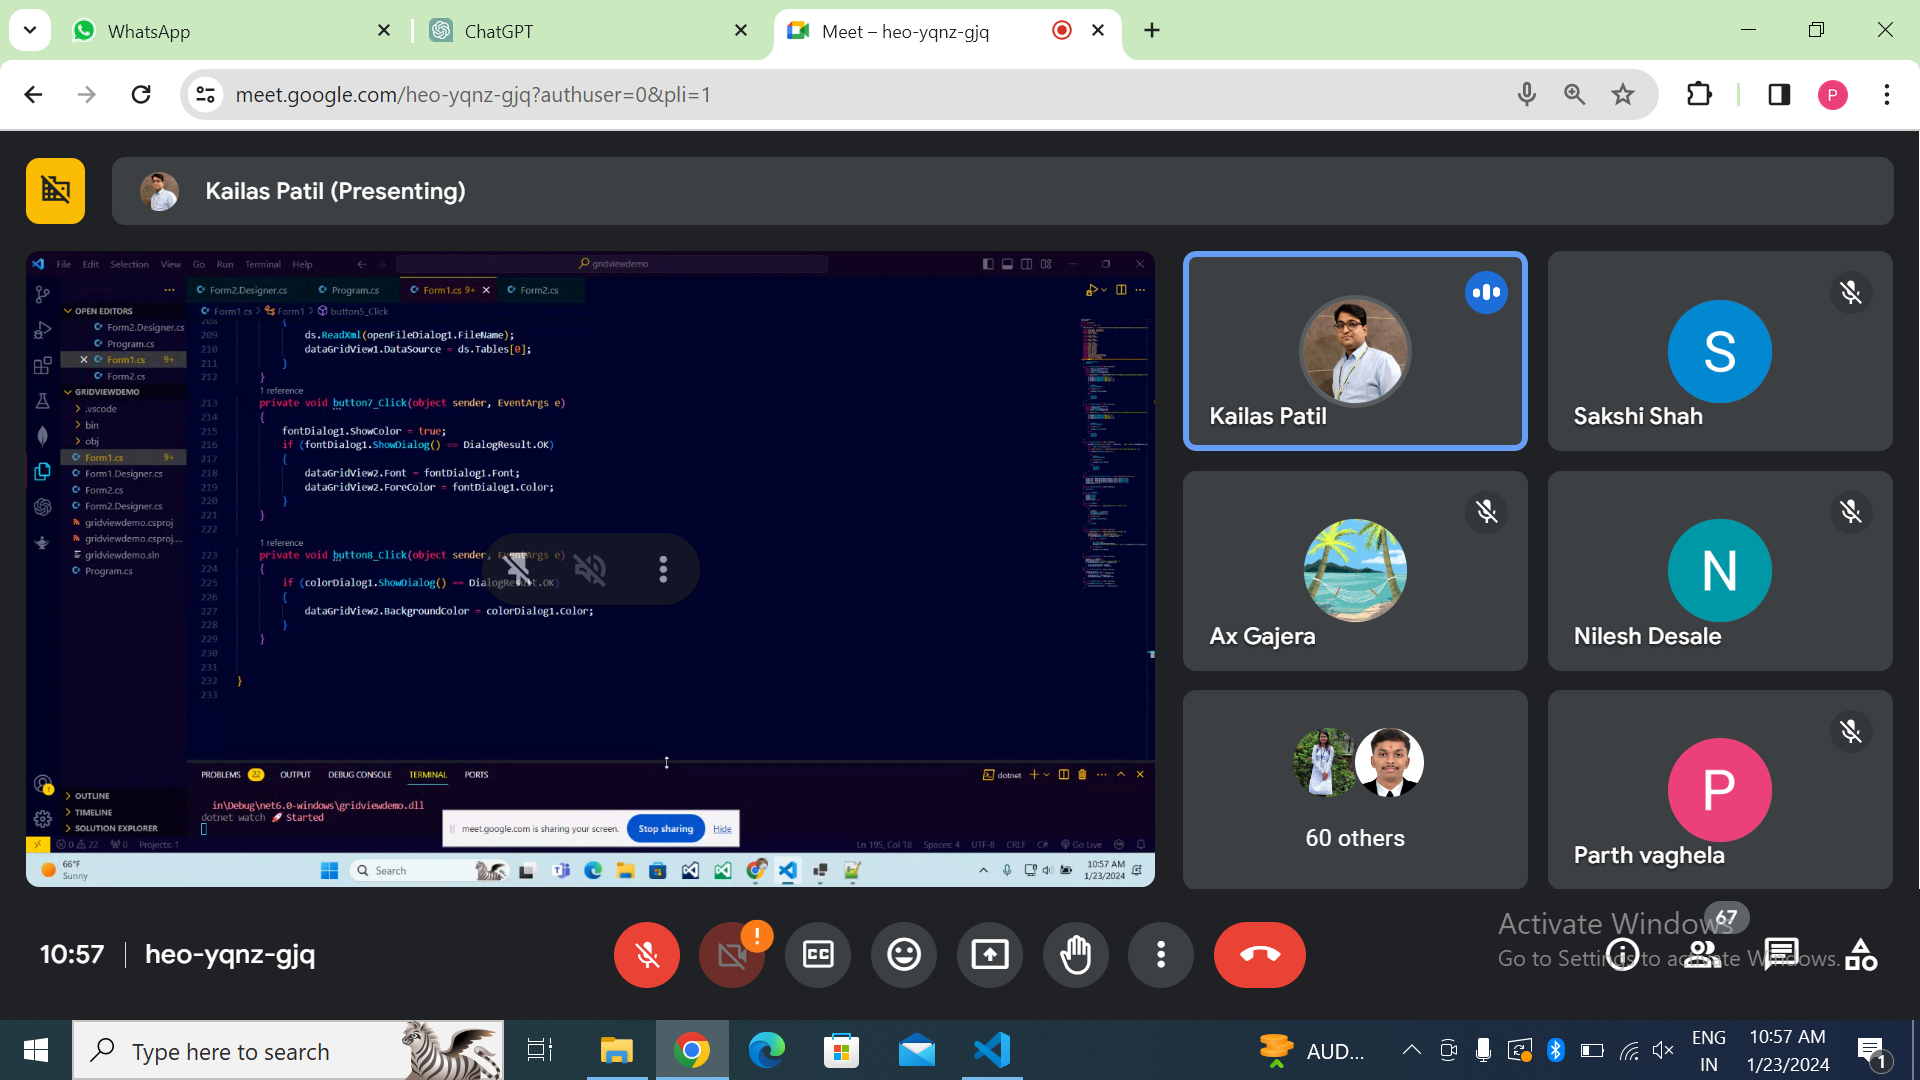 WhatsApp
ChatGPT
Meet – heo-yqnz-gjq
meet.google.com/heo-yqnz-gjq?authuser=0&pli=1
P
Kailas Patil (Presenting)
File Edit Selection View Go Run Terminal Help
gridviewdemo
Form2.Designer.cs
Program.cs
Form1.cs 9+
Form2.cs
OPEN EDITORS
Form2.Designer.cs
Program.cs
Form1.cs 9+
Form2.cs
GRIDVIEWDEMO
.vscode
bin
obj
Form1.cs 9+
Form1.Designer.cs
Form2.cs
Form2.Designer.cs
gridviewdemo.csproj
gridviewdemo.csproj....
gridviewdemo.sln
Program.cs
OUTLINE
TIMELINE
SOLUTION EXPLORER
Form1.cs > Form1 > button5_Click
208 {
209 ds.ReadXml(openFileDialog1.FileName);
210 dataGridView1.DataSource = ds.Tables[0];
211 }
212 }
1 reference
213 private void button7_Click(object sender, EventArgs e)
214 {
215 fontDialog1.ShowColor = true;
216 if (fontDialog1.ShowDialog() == DialogResult.OK)
217 {
218 dataGridView2.Font = fontDialog1.Font;
219 dataGridView2.ForeColor = fontDialog1.Color;
220 }
221 }
222
1 reference
223 private void button8_Click(object sender, EventArgs e)
224 {
225 if (colorDialog1.ShowDialog() == DialogResult.OK)
226 {
227 dataGridView2.BackgroundColor = colorDialog1.Color;
228 }
229 }
230
231
232 }
233
PROBLEMS 22 OUTPUT DEBUG CONSOLE TERMINAL PORTS
dotnet
in\Debug\net6.0-windows\gridviewdemo.dll
dotnet watch 🚀 Started
meet.google.com is sharing your screen. Stop sharing Hide
0 22 0 Projects: 1
Ln 195, Col 18 Spaces: 4 UTF-8 CRLF C# Go Live
66°F
Sunny
Search
10:57 AM
1/23/2024
Kailas Patil
S
Sakshi Shah
Ax Gajera
N
Nilesh Desale
60 others
P
Parth vaghela
10:57 heo-yqnz-gjq
67
Activate Windows
Go to Settings to activate Windows.
Type here to search
AUD...
ENG
IN
10:57 AM
1/23/2024
1